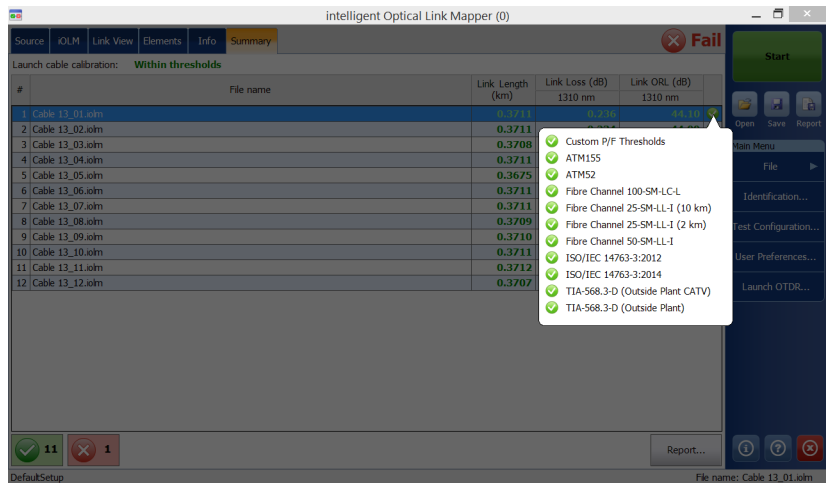 intelligent Optical Link Mapper (0)
Source iOLM Link View Elements Info Summary
Fail
Launch cable calibration: Within thresholds
# File name Link Length (km) Link Loss (dB) Link ORL (dB)
1310 nm 1310 nm
1 Cable 13_01.iolm 0.3711 0.236 44.10
2 Cable 13_02.iolm 0.3711
3 Cable 13_03.iolm 0.3708
4 Cable 13_04.iolm 0.3711
5 Cable 13_05.iolm 0.3675
6 Cable 13_06.iolm 0.3711
7 Cable 13_07.iolm 0.3711
8 Cable 13_08.iolm 0.3709
9 Cable 13_09.iolm 0.3710
10 Cable 13_10.iolm 0.3711
11 Cable 13_11.iolm 0.3712
12 Cable 13_12.iolm 0.3707
Custom P/F Thresholds
ATM155
ATM52
Fibre Channel 100-SM-LC-L
Fibre Channel 25-SM-LL-I (10 km)
Fibre Channel 25-SM-LL-I (2 km)
Fibre Channel 50-SM-LL-I
ISO/IEC 14763-3:2012
ISO/IEC 14763-3:2014
TIA-568.3-D (Outside Plant CATV)
TIA-568.3-D (Outside Plant)
Start
Open Save Report
Main Menu
File
Identification...
Test Configuration...
User Preferences...
Launch OTDR...
11 1
Report...
DefaultSetup
File name: Cable 13_01.iolm